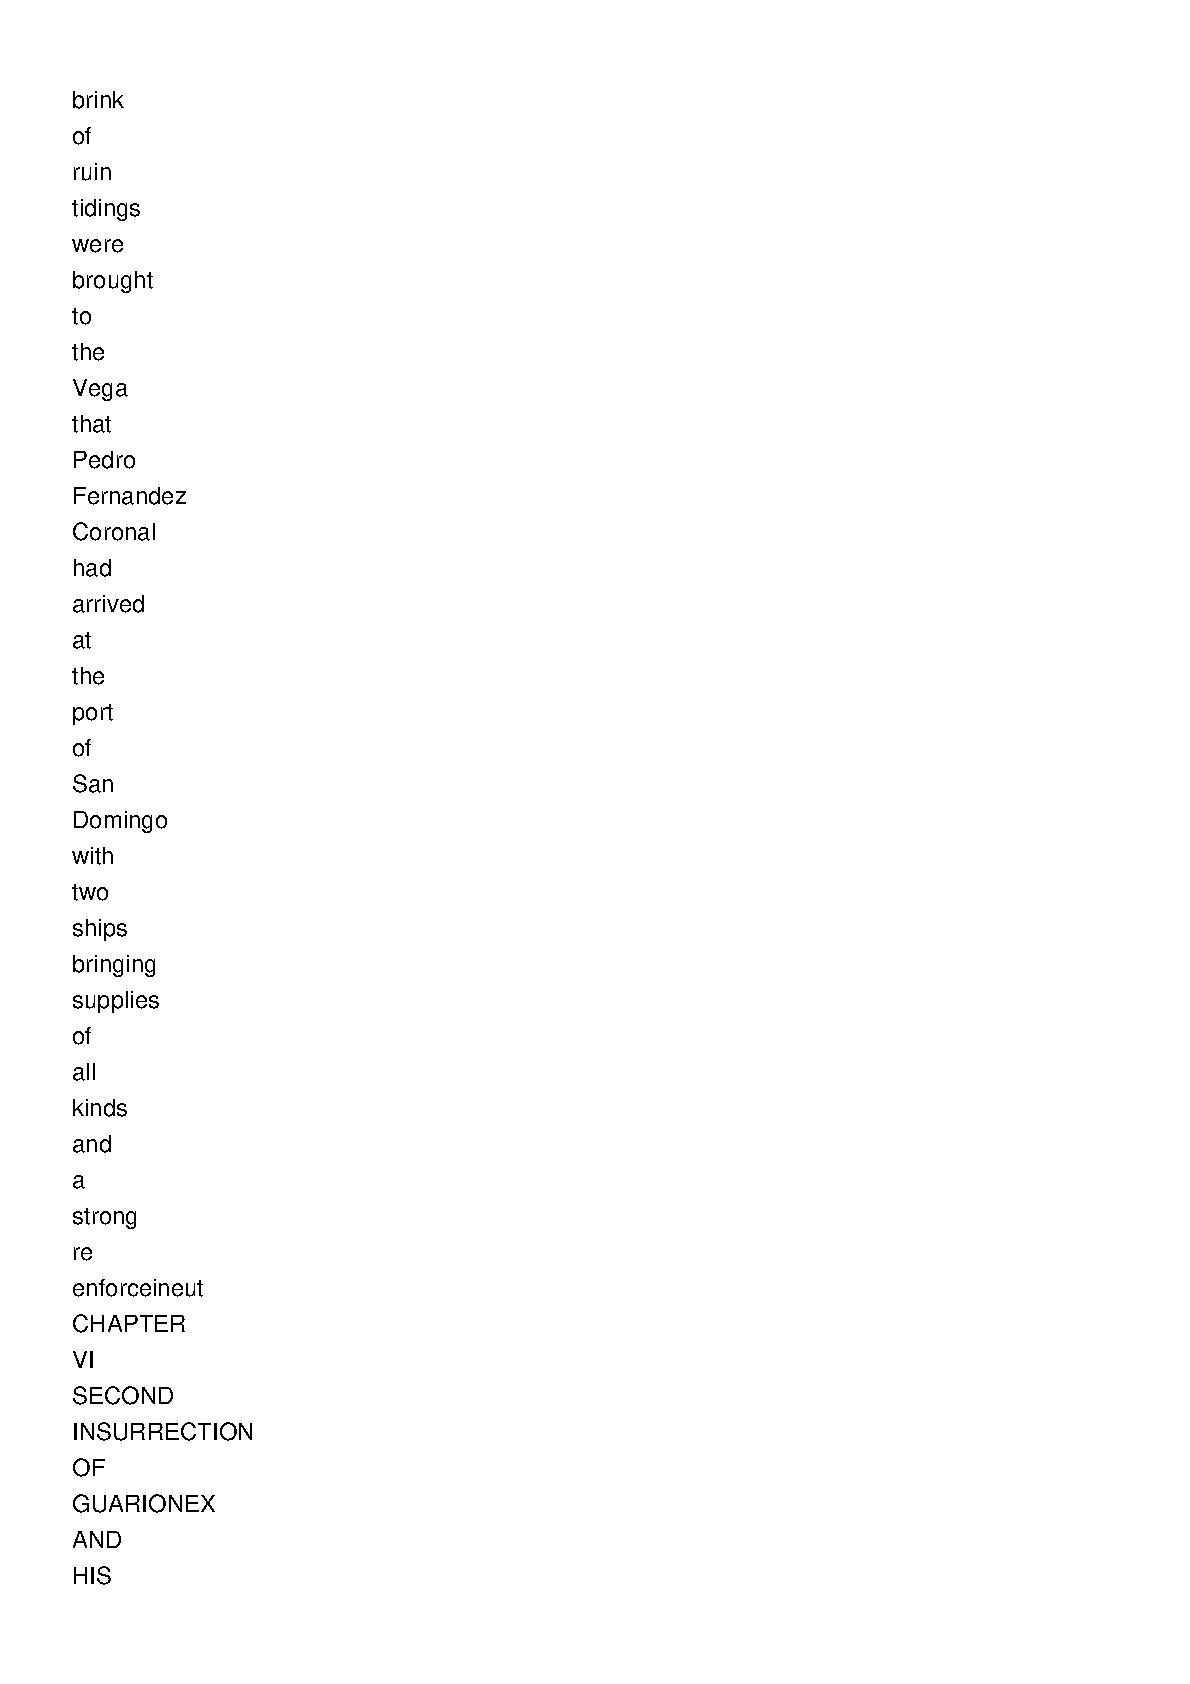 brink
of
ruin
tidings
were
brought
to
the
Vega
that
Pedro
Fernandez
Coronal
had
arrived
at
the
port
of
San
Domingo
with
two
ships
bringing
supplies
of
all
kinds
and
a
strong
re
enforceineut
CHAPTER
VI
SECOND
INSURRECTION
OF
GUARIONEX
AND
HIS